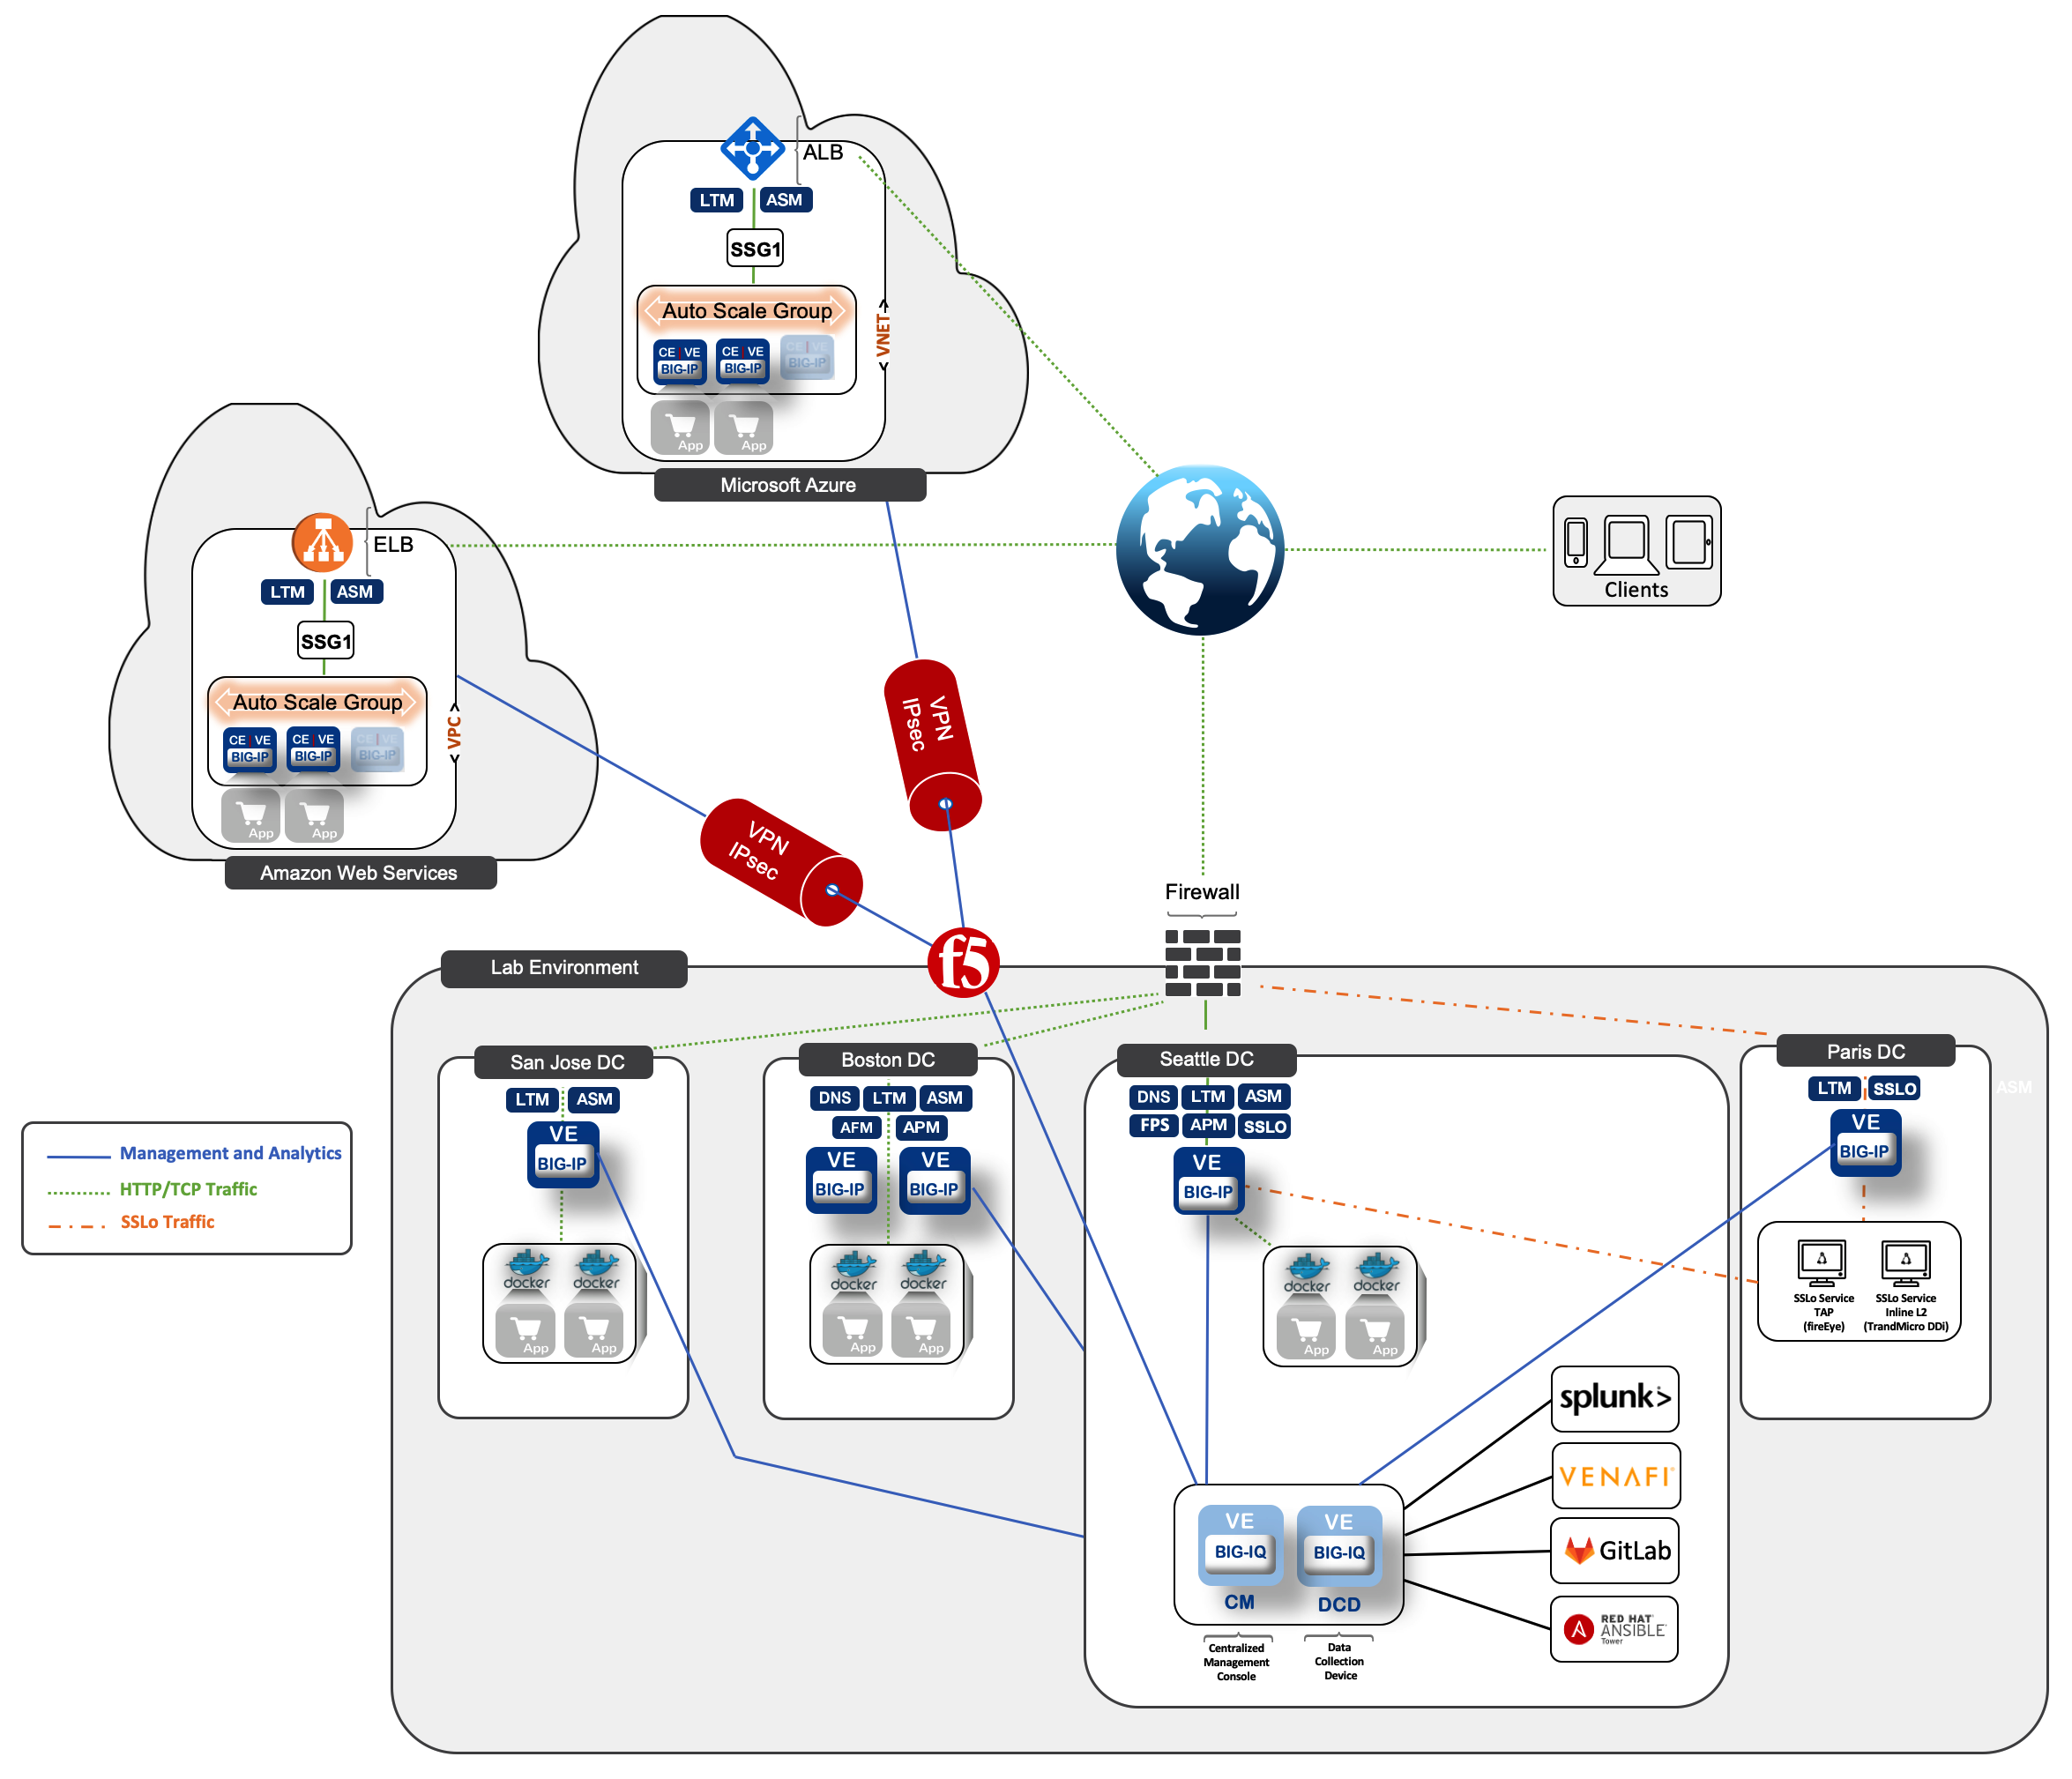 ALB
LTM
ASM
SSG1
Auto Scale Group
CE | VE
BIG-IP
CE | VE
BIG-IP
CE | VE
BIG-IP
VNET
App
App
Microsoft Azure
ELB
LTM
ASM
SSG1
Auto Scale Group
CE | VE
BIG-IP
CE | VE
BIG-IP
CE | VE
BIG-IP
VPC
App
App
Amazon Web Services
Clients
VPN
IPsec
VPN
IPsec
f5
Firewall
Lab Environment
San Jose DC
LTM
ASM
VE
BIG-IP
docker
docker
App
App
Boston DC
DNS
LTM
ASM
AFM
APM
VE
BIG-IP
VE
BIG-IP
docker
docker
App
App
Seattle DC
DNS
LTM
ASM
FPS
APM
SSLO
VE
BIG-IP
docker
docker
App
App
Paris DC
LTM
SSLO
ASM
VE
BIG-IP
SSLo Service
TAP
(fireEye)
SSLo Service
Inline L2
(TrandMicro DDi)
Management and Analytics
HTTP/TCP Traffic
SSLo Traffic
VE
BIG-IQ
CM
VE
BIG-IQ
DCD
Centralized
Management
Console
Data
Collection
Device
splunk>
VENAFI
GitLab
RED HAT
ANSIBLE
Tower